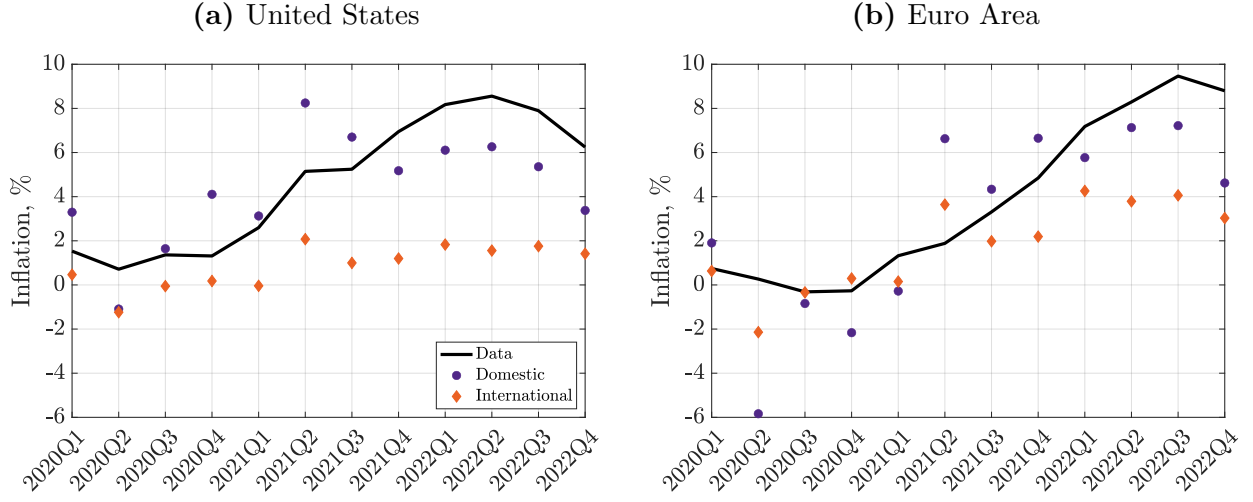 (a) United States
Inflation, %
10
8
6
4
2
0
-2
-4
-6
Data
Domestic
International
2020Q1
2020Q2
2020Q3
2020Q4
2021Q1
2021Q2
2021Q3
2021Q4
2022Q1
2022Q2
2022Q3
2022Q4
(b) Euro Area
Inflation, %
10
8
6
4
2
0
-2
-4
-6
2020Q1
2020Q2
2020Q3
2020Q4
2021Q1
2021Q2
2021Q3
2021Q4
2022Q1
2022Q2
2022Q3
2022Q4